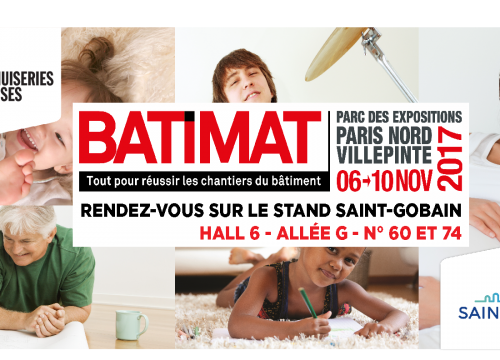 UISERIES
SES
BATIMAT
Tout pour réussir les chantiers du bâtiment
PARC DES EXPOSITIONS
PARIS NORD
VILLEPINTE
06→10 NOV
2017
RENDEZ-VOUS SUR LE STAND SAINT-GOBAIN
HALL 6 - ALLÉE G - N° 60 ET 74
SAIN